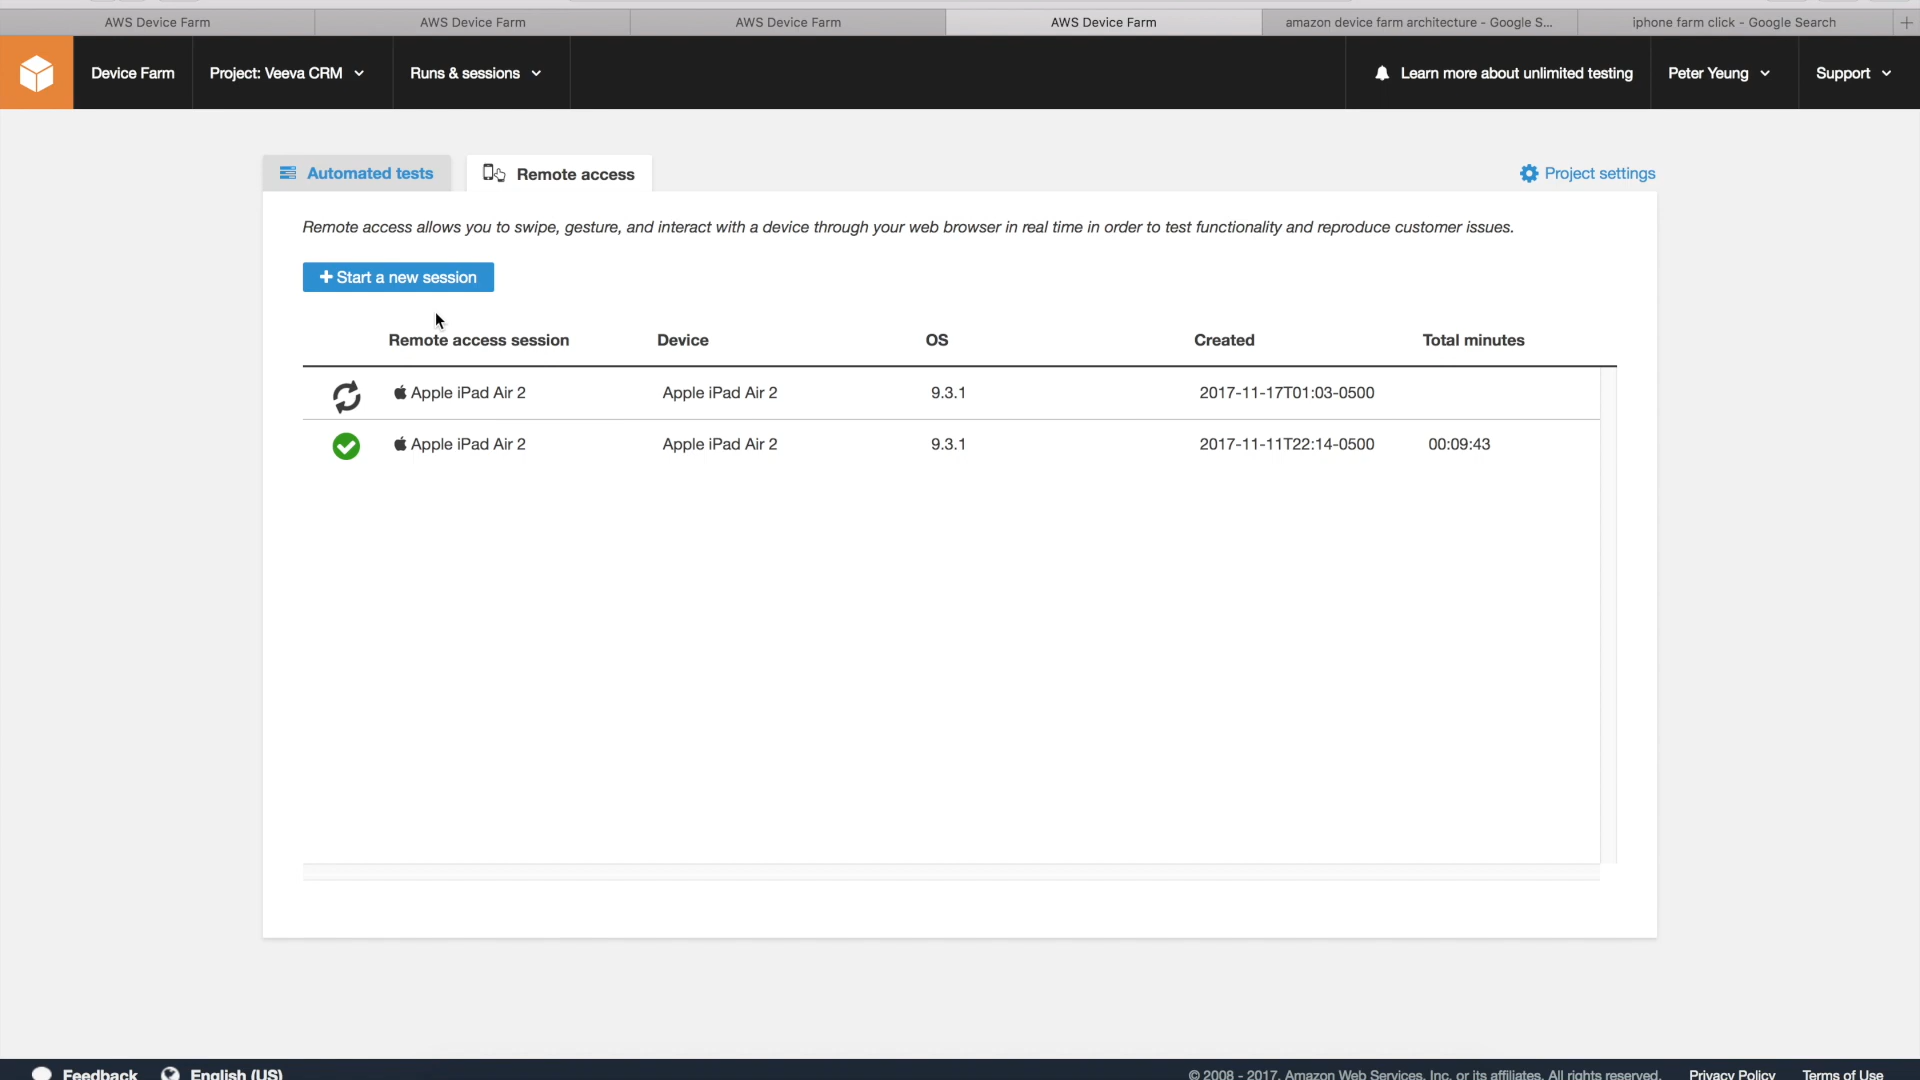 AWS Device Farm
AWS Device Farm
AWS Device Farm
AWS Device Farm
amazon device farm architecture - Google S...
iphone farm click - Google Search
Device Farm
Project: Veeva CRM
Runs & sessions
Learn more about unlimited testing
Peter Yeung
Support
Automated tests
Remote access
Project settings
Remote access allows you to swipe, gesture, and interact with a device through your web browser in real time in order to test functionality and reproduce customer issues.
+ Start a new session
Remote access session Device OS Created Total minutes
Apple iPad Air 2 Apple iPad Air 2 9.3.1 2017-11-17T01:03-0500
Apple iPad Air 2 Apple iPad Air 2 9.3.1 2017-11-11T22:14-0500 00:09:43
Feedback
English (US)
© 2008 - 2017, Amazon Web Services, Inc. or its affiliates. All rights reserved.
Privacy Policy
Terms of Use